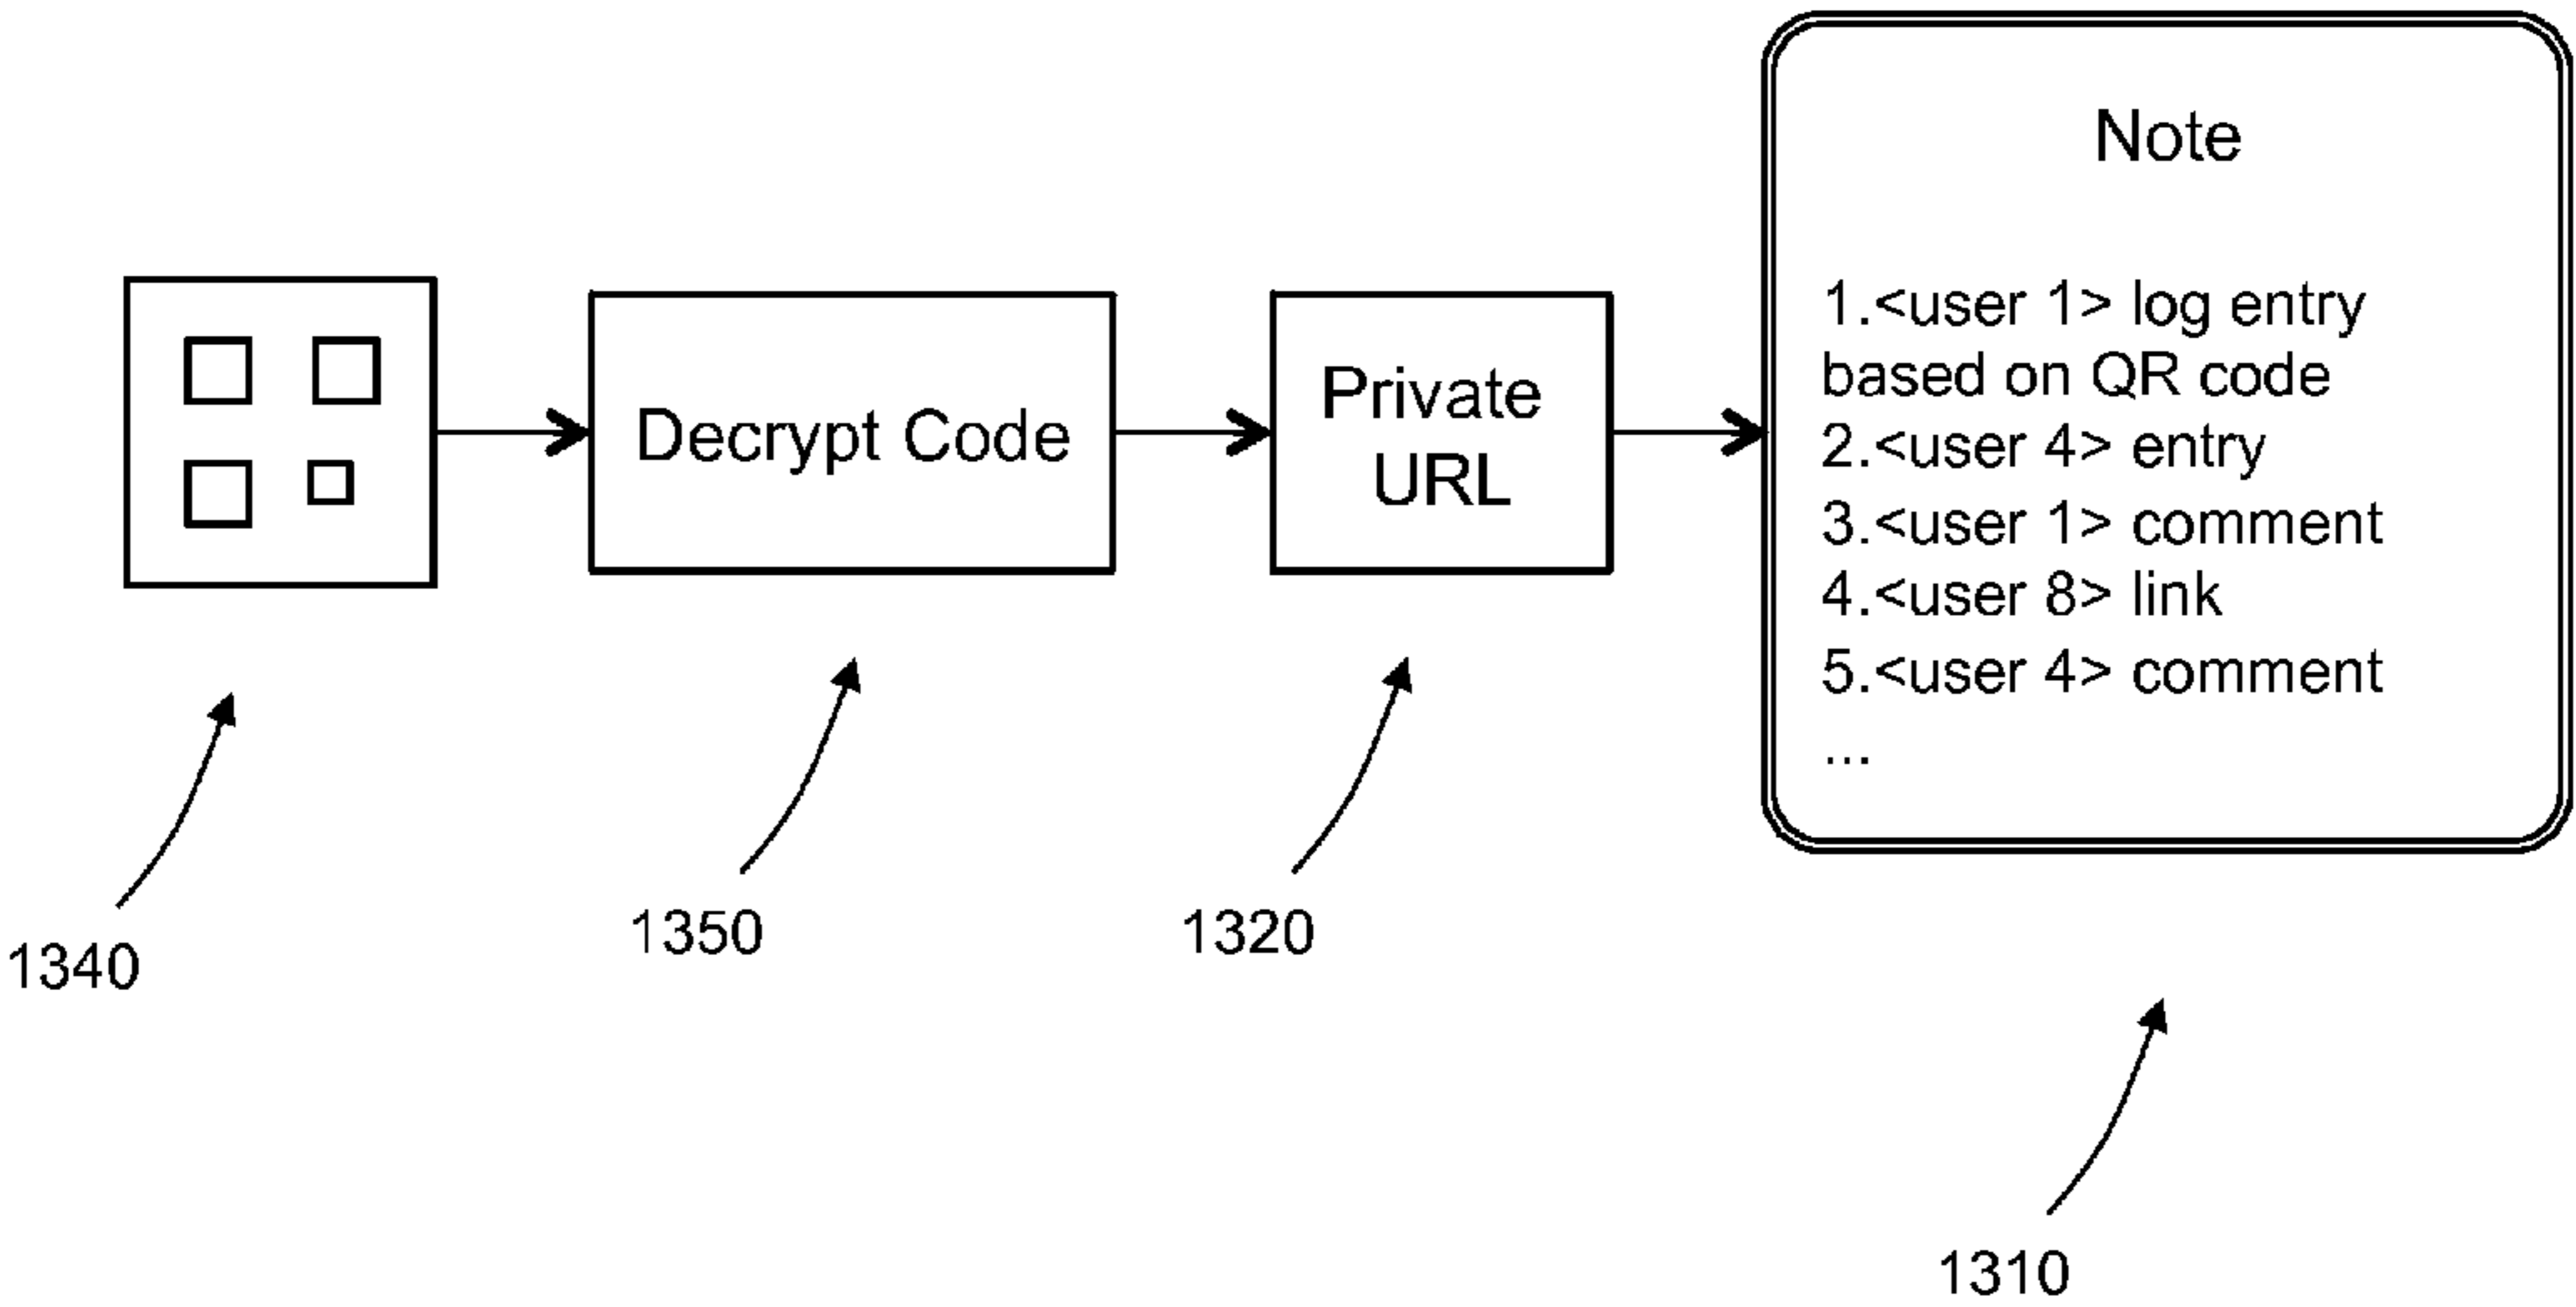 Note
1.<user 1> log entry
based on QR code
2.<user 4> entry
3.<user 1> comment
4.<user 8> link
5.<user 4> comment
...
Decrypt Code
Private
URL
1340
1350
1320
1310